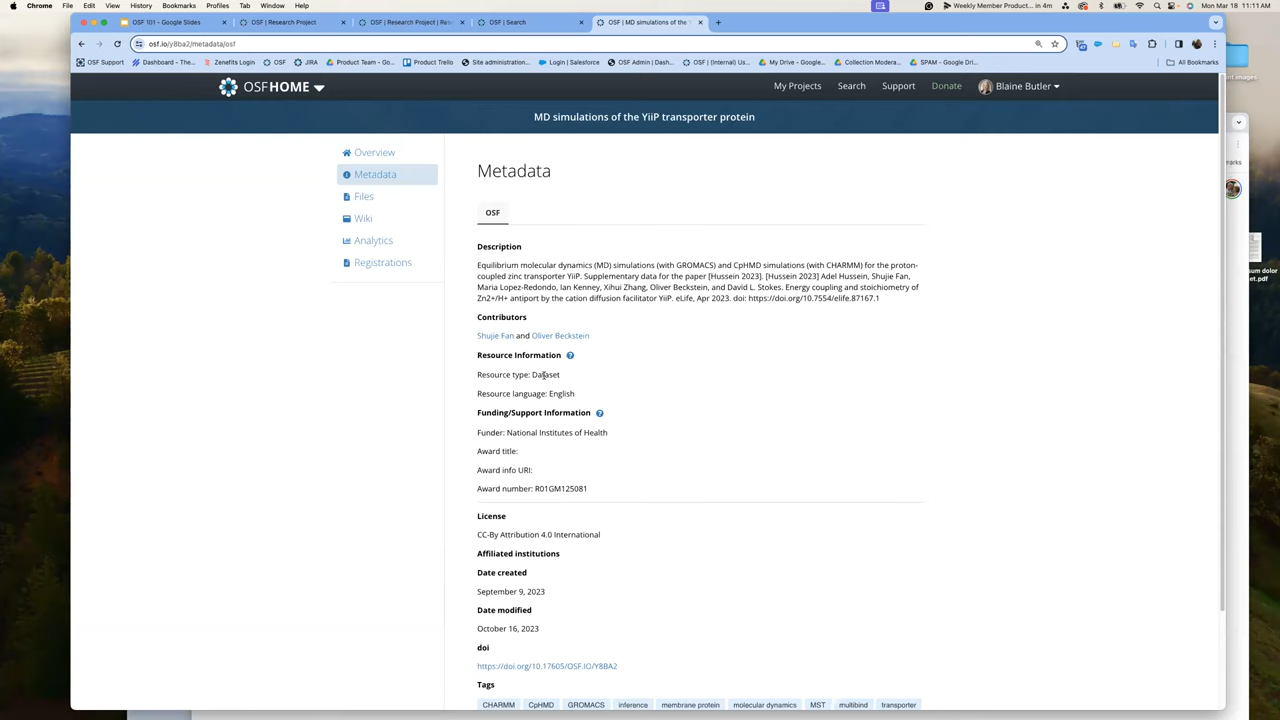 Chrome File Edit View History Bookmarks Profiles Tab Window Help Weekly Member Product... in 4m Mon Mar 18 11:11 AM
OSF 101 - Google Slides OSF | Research Project OSF | Research Project | Res OSF | Search OSF | MD simulations of the Y
osf.io/y8ba2/metadata/osf
OSF Support Dashboard - The... Zenefits Login OSF JIRA Product Team - Go... Product Trello Site administration... Login | Salesforce OSF Admin | Dash... OSF | (Internal) Us... My Drive - Google... Collection Modera... SPAM - Google Dri... All Bookmarks
OSFHOME My Projects Search Support Donate Blaine Butler
MD simulations of the YiiP transporter protein
Overview
Metadata
Files
Wiki
Analytics
Registrations
Metadata
OSF
Description
Equilibrium molecular dynamics (MD) simulations (with GROMACS) and CpHMD simulations (with CHARMM) for the proton-
coupled zinc transporter YiiP. Supplementary data for the paper [Hussein 2023]. [Hussein 2023] Adel Hussein, Shujie Fan,
Maria Lopez-Redondo, Ian Kenney, Xihui Zhang, Oliver Beckstein, and David L. Stokes. Energy coupling and stoichiometry of
Zn2+/H+ antiport by the cation diffusion facilitator YiiP. eLife, Apr 2023. doi: https://doi.org/10.7554/elife.87167.1
Contributors
Shujie Fan and Oliver Beckstein
Resource Information ?
Resource type: Dataset
Resource language: English
Funding/Support Information ?
Funder: National Institutes of Health
Award title:
Award info URI:
Award number: R01GM125081
License
CC-By Attribution 4.0 International
Affiliated institutions
Date created
September 9, 2023
Date modified
October 16, 2023
doi
https://doi.org/10.17605/OSF.IO/Y8BA2
Tags
CHARMM CpHMD GROMACS inference membrane protein molecular dynamics MST multibind transporter